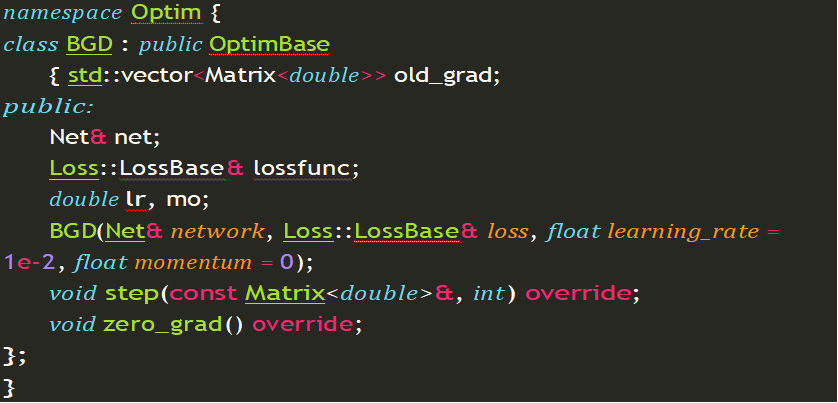 namespace Optim {
class BGD : public OptimBase
{ std::vector<Matrix<double>> old_grad;
public:
Net& net;
Loss::LossBase& lossfunc;
double lr, mo;
BGD(Net& network, Loss::LossBase& loss, float learning_rate =
1e-2, float momentum = 0);
void step(const Matrix<double>&, int) override;
void zero_grad() override;
};
}